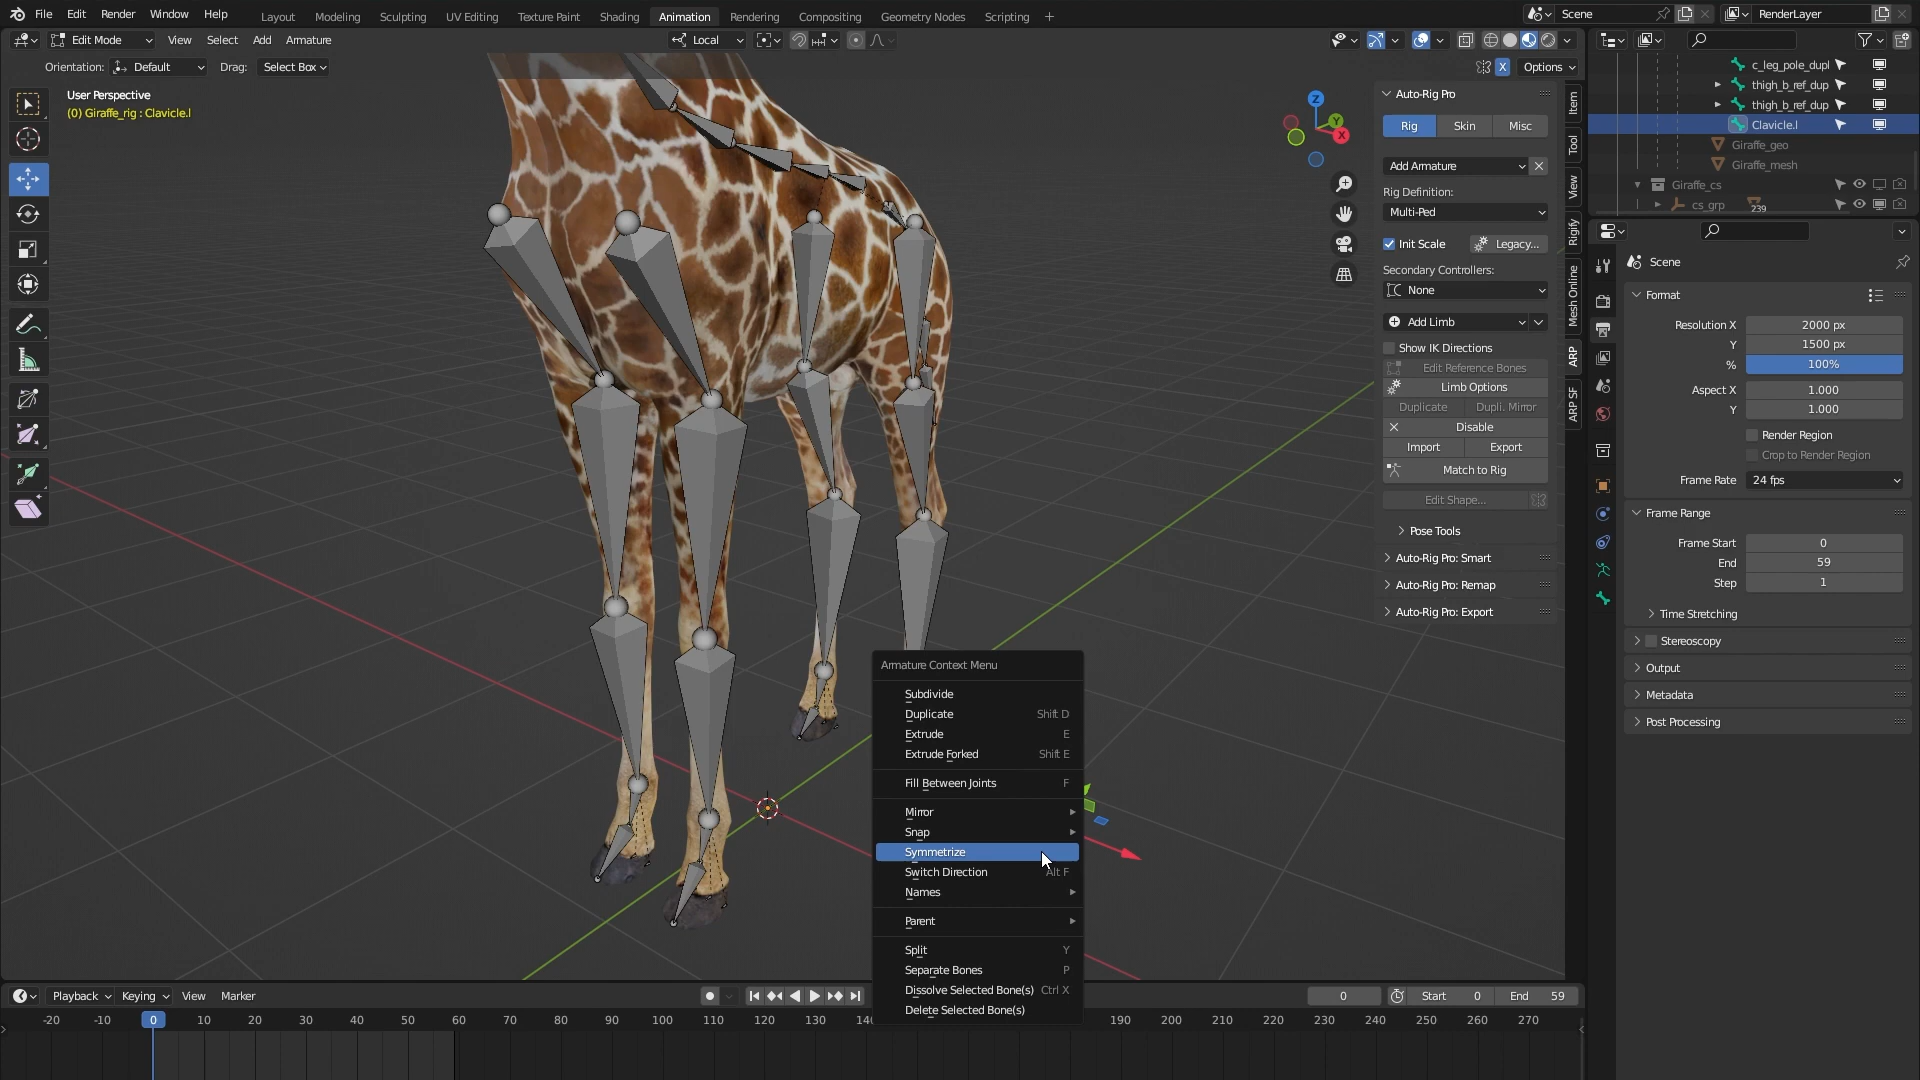 File Edit Render Window Help Layout Modeling Sculpting UV Editing Texture Paint Shading Animation Rendering Compositing Geometry Nodes Scripting + Scene RenderLayer
Edit Mode View Select Add Armature Local
Orientation: Default Drag: Select Box X Options
User Perspective
(0) Giraffe_rig : Clavicle.l
Z
Y
X
Auto-Rig Pro
Rig Skin Misc
Add Armature
Rig Definition:
Multi-Ped
Init Scale Legacy...
Secondary Controllers:
None
Add Limb
Show IK Directions
Edit Reference Bones
Limb Options
Duplicate Dupli. Mirror
Disable
Import Export
Match to Rig
Edit Shape...
Pose Tools
Auto-Rig Pro: Smart
Auto-Rig Pro: Remap
Auto-Rig Pro: Export
Item
Tool
View
Rigify
Mesh Online
ARP
ARP SF
c_leg_pole_dupl
thigh_b_ref_dup
thigh_b_ref_dup
Clavicle.l
Giraffe_geo
Giraffe_mesh
Giraffe_cs
cs_grp 239
Scene
Format
Resolution X 2000 px
Y 1500 px
% 100%
Aspect X 1.000
Y 1.000
Render Region
Crop to Render Region
Frame Rate 24 fps
Frame Range
Frame Start 0
End 59
Step 1
Time Stretching
Stereoscopy
Output
Metadata
Post Processing
Armature Context Menu
Subdivide
Duplicate Shift D
Extrude E
Extrude Forked Shift E
Fill Between Joints F
Mirror
Snap
Symmetrize
Switch Direction Alt F
Names
Parent
Split Y
Separate Bones P
Dissolve Selected Bone(s) Ctrl X
Delete Selected Bone(s)
Playback Keying View Marker 0 Start 0 End 59
-20 -10 0 10 20 30 40 50 60 70 80 90 100 110 120 130 190 200 210 220 230 240 250 260 270